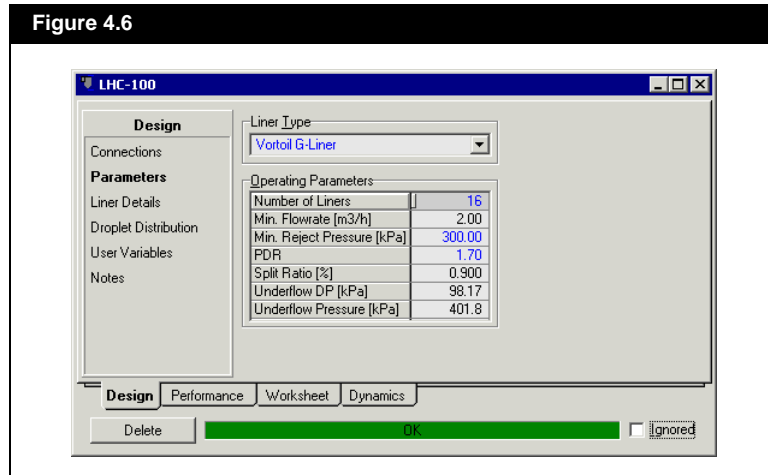 Figure 4.6
LHC-100
Design
Connections
Parameters
Liner Details
Droplet Distribution
User Variables
Notes
Liner Type
Vortoil G-Liner
Operating Parameters
Number of Liners 16
Min. Flowrate [m3/h] 2.00
Min. Reject Pressure [kPa] 300.00
PDR 1.70
Split Ratio [%] 0.900
Underflow DP [kPa] 98.17
Underflow Pressure [kPa] 401.8
Design Performance Worksheet Dynamics
Delete OK Ignored